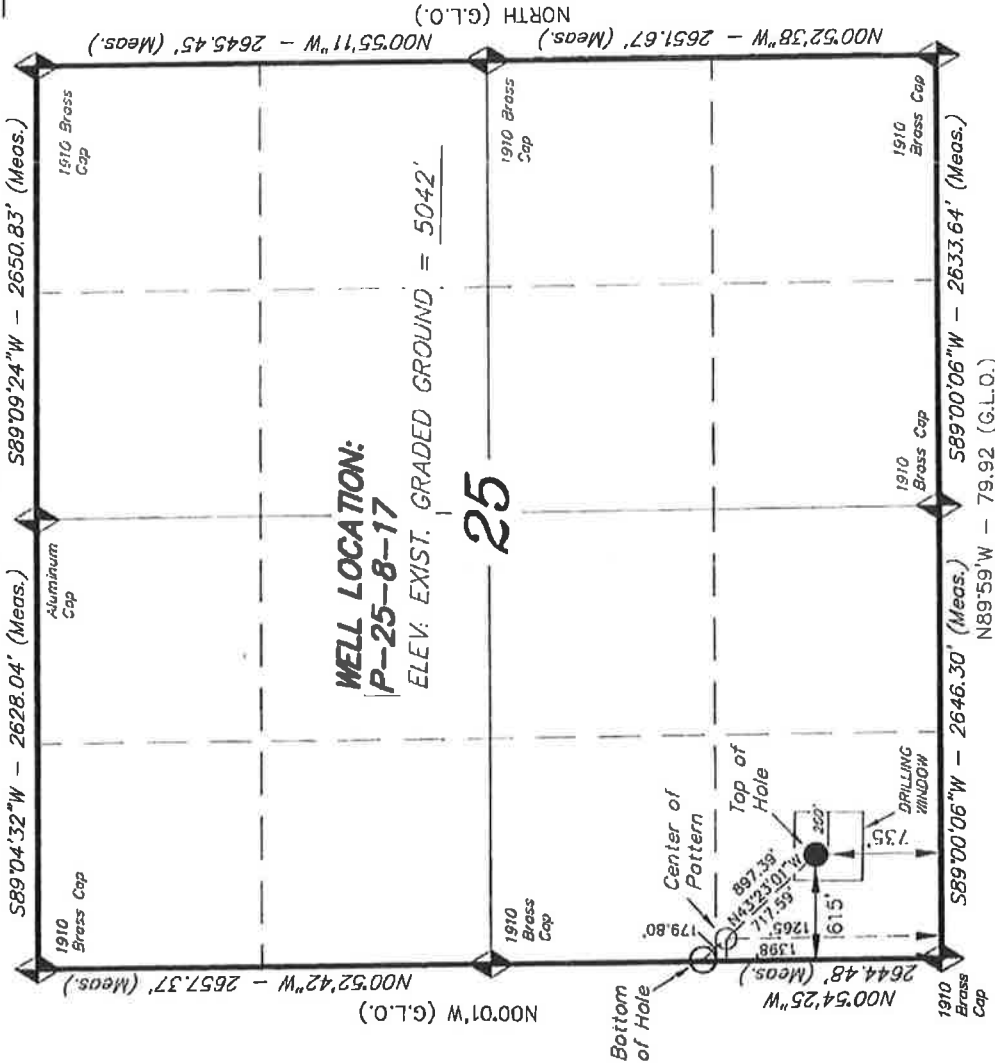 S89°04'32"W - 2628.04' (Meas.)
S89°09'24"W - 2650.83' (Meas.)
1910
Brass Cap
Aluminum
Cap
1910 Brass
Cap
N00°52'42"W - 2657.37' (Meas.)
N00°01'W (G.L.O.)
N00°55'11"W - 2645.45' (Meas.)
NORTH (G.L.O.)
WELL LOCATION:
P-25-8-17
ELEV. EXIST. GRADED GROUND = 5042'
25
1910
Brass
Cap
1910 Brass
Cap
N00°52'38"W - 2651.67' (Meas.)
Bottom
of Hole
Center of
Pattern
Top of
Hole
179.80'
897.39'
N43°23'01"W
717.59'
1398'
1265'
615'
200'
735'
DRILLING
WINDOW
N00°54'25"W
2644.48' (Meas.)
1910
Brass
Cap
1910
Brass Cap
1910
Brass Cap
S89°00'06"W - 2646.30' (Meas.)
S89°00'06"W - 2633.64' (Meas.)
N89°59'W - 79.92 (G.L.O.)